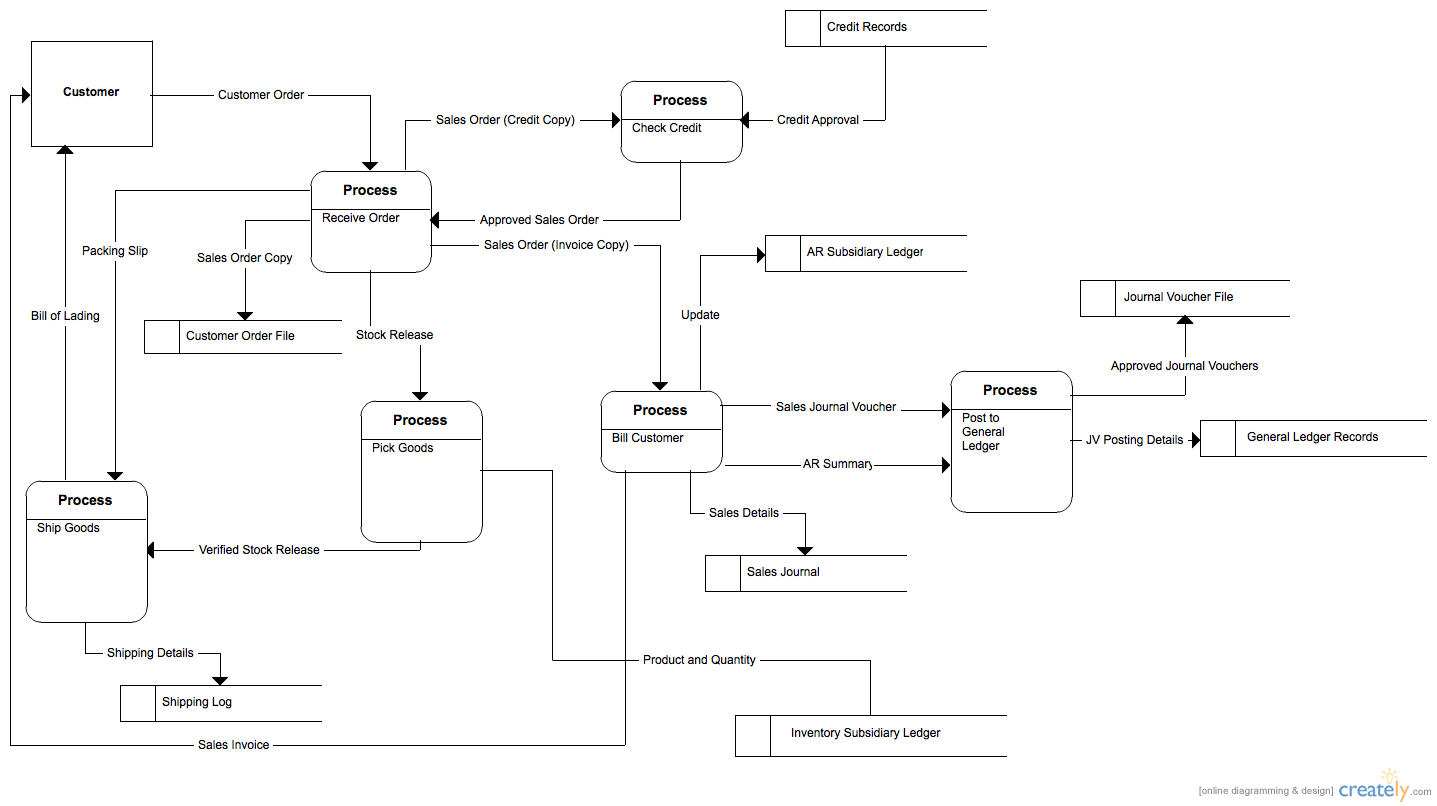 Credit Records
Customer
Customer Order
Process
Check Credit
Sales Order (Credit Copy)
Credit Approval
Process
Receive Order
Approved Sales Order
Sales Order (Invoice Copy)
Packing Slip
Sales Order Copy
AR Subsidiary Ledger
Journal Voucher File
Bill of Lading
Update
Customer Order File
Stock Release
Approved Journal Vouchers
Process
Pick Goods
Process
Bill Customer
Sales Journal Voucher
Process
Post to
General
Ledger
JV Posting Details
General Ledger Records
AR Summary
Process
Ship Goods
Sales Details
Verified Stock Release
Sales Journal
Shipping Details
Product and Quantity
Shipping Log
Sales Invoice
Inventory Subsidiary Ledger
[online diagramming & design] creately.com